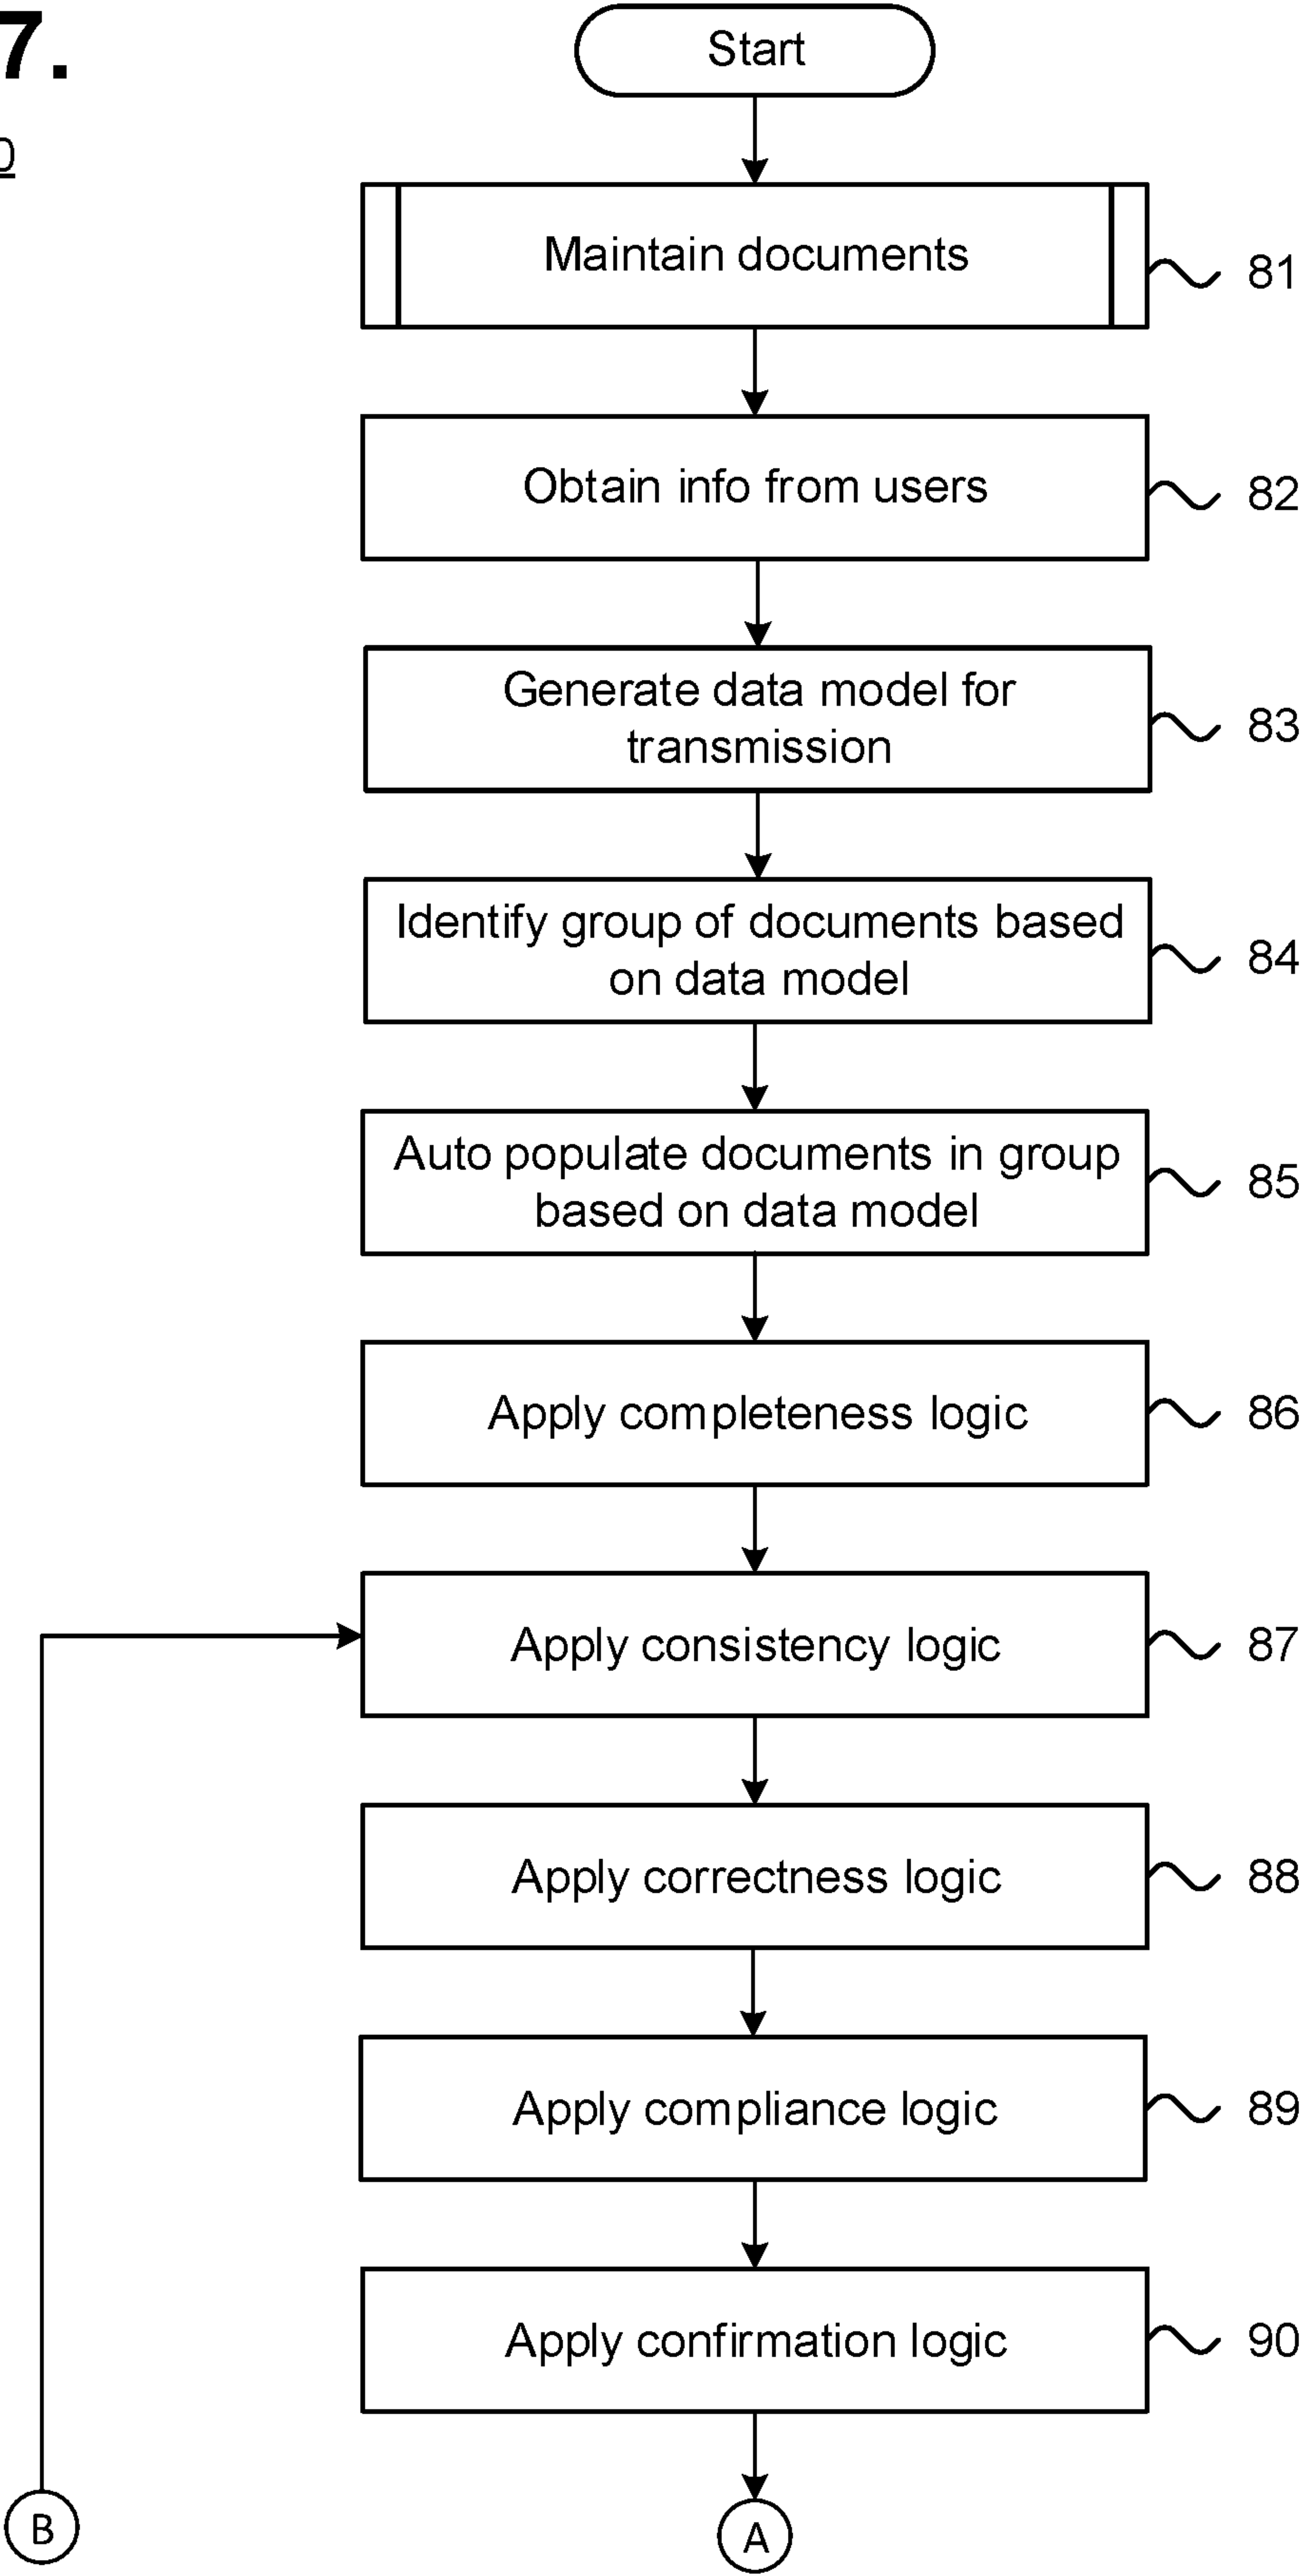 7.
0
Start
Maintain documents
81
Obtain info from users
82
Generate data model for
transmission
83
Identify group of documents based
on data model
84
Auto populate documents in group
based on data model
85
Apply completeness logic
86
Apply consistency logic
87
Apply correctness logic
88
Apply compliance logic
89
Apply confirmation logic
90
B
A